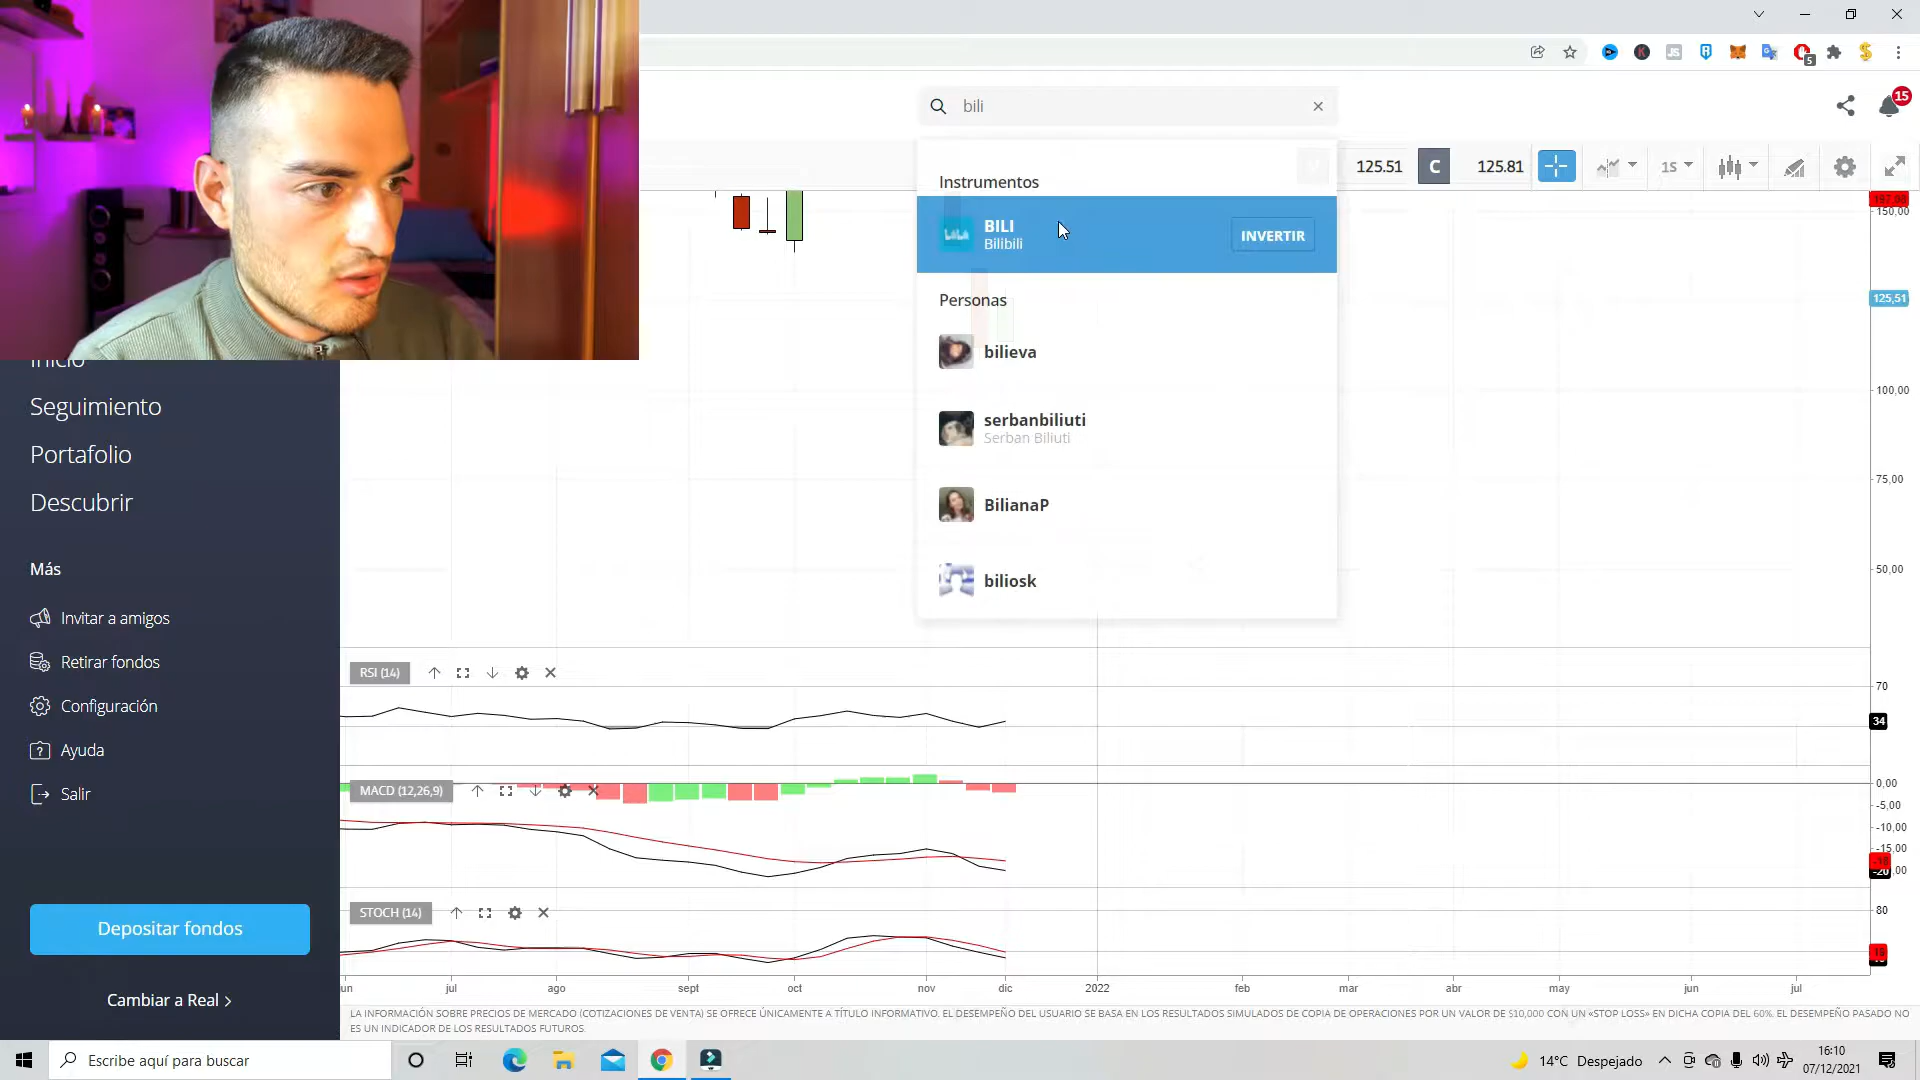 5
bili
15
125.51
C
125.81
1S
Instrumentos
BILI
Bilibili
INVERTIR
Personas
bilieva
serbanbiliuti
Serban Biliuti
BilianaP
biliosk
150,00
125,51
100,00
75,00
50,00
Inicio
Seguimiento
Portafolio
Descubrir
Más
Invitar a amigos
Retirar fondos
Configuración
Ayuda
Salir
Depositar fondos
Cambiar a Real
RSI (14)
70
34
MACD (12,26,9)
0,00
-5,00
-10,00
-15,00
STOCH (14)
80
jul
ago
sept
oct
nov
dic
2022
feb
mar
abr
may
jun
jul
LA INFORMACIÓN SOBRE PRECIOS DE MERCADO (COTIZACIONES DE VENTA) SE OFRECE ÚNICAMENTE A TÍTULO INFORMATIVO. EL DESEMPEÑO DEL USUARIO SE BASA EN LOS RESULTADOS SIMULADOS DE COPIA DE OPERACIONES POR UN VALOR DE $10,000 CON UN «STOP LOSS» EN DICHA COPIA DEL 60%. EL DESEMPEÑO PASADO NO
ES UN INDICADOR DE LOS RESULTADOS FUTUROS.
Escribe aquí para buscar
14°C Despejado
16:10
07/12/2021